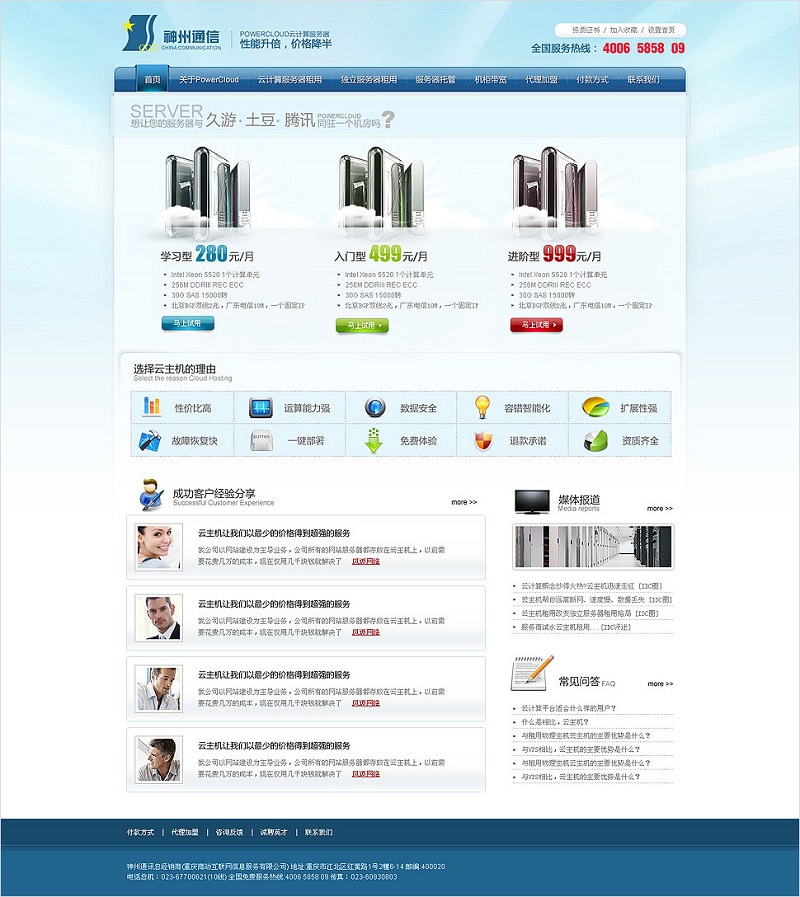 神州通信
CHINA COMMUNICATION
POWERCLOUD云计算服务器
性能升倍，价格降半
资质证书 / 加入收藏 / 设置首页
全国服务热线： 4006 5858 09
首页 关于PowerCloud 云计算服务器租用 独立服务器租用 服务器托管 机柜带宽 代理加盟 付款方式 联系我们
SERVER
想让您的服务器与 久游·土豆·腾讯 POWERCLOUD 同驻一个机房吗 ?
学习型 280元/月
Intel Xeon 5520 1个计算单元
256M DDRIII REC ECC
30G SAS 15000转
北京BGP双线2兆，广东电信10M，一个固定IP
马上试用
入门型 499元/月
Intel Xeon 5520 1个计算单元
256M DDRIII REC ECC
30G SAS 15000转
北京BGP双线2兆，广东电信10M，一个固定IP
马上试用
进阶型 999元/月
Intel Xeon 5520 1个计算单元
256M DDRIII REC ECC
30G SAS 15000转
北京BGP双线2兆，广东电信10M，一个固定IP
马上试用
选择云主机的理由
Select the reason Cloud Hosting
性价比高 运算能力强 数据安全 容错智能化 扩展性强
故障恢复快 BUTTON 一键部署 免费体验 退款承诺 资质齐全
成功客户经验分享
Successful Customer Experience
more >>
云主机让我们以最少的价格得到超强的服务
我公司以网站建设为主导业务，公司所有的网站服务器都存放在云主机上，以前需
要花费几万的成本，现在仅用几千块钱就解决了 凤返网络
云主机让我们以最少的价格得到超强的服务
我公司以网站建设为主导业务，公司所有的网站服务器都存放在云主机上，以前需
要花费几万的成本，现在仅用几千块钱就解决了 凤返网络
云主机让我们以最少的价格得到超强的服务
我公司以网站建设为主导业务，公司所有的网站服务器都存放在云主机上，以前需
要花费几万的成本，现在仅用几千块钱就解决了 凤返网络
云主机让我们以最少的价格得到超强的服务
我公司以网站建设为主导业务，公司所有的网站服务器都存放在云主机上，以前需
要花费几万的成本，现在仅用几千块钱就解决了 凤返网络
媒体报道
Media reports
more >>
云计算概念炒得火热?云主机迅速走红 [IDC圈]
云主机帮你远离断网、速度慢、数据丢失 [IDC圈]
云主机租用改变独立服务器租用格局 [IDC圈]
服务商试水云主机租用...[IDC评述]
常见问答 FAQ
more >>
云计算平台适合什么样的用户？
什么是相比，云主机？
与租用物理主机云主机的主要优势是什么？
与VPS相比，云主机的主要优势是什么？
与租用物理主机云主机的主要优势是什么？
与VPS相比，云主机的主要优势是什么？
付款方式 | 代理加盟 | 咨询反馈 | 诚聘英才 | 联系我们
神州通讯总经销商(重庆商动互联网信息服务有限公司) 地址:重庆市江北区红黄路1号2幢6-14 邮编:400020
电话总机：023-67700621(10线) 全国免费服务热线:4006 5858 09 传真：023-60930803